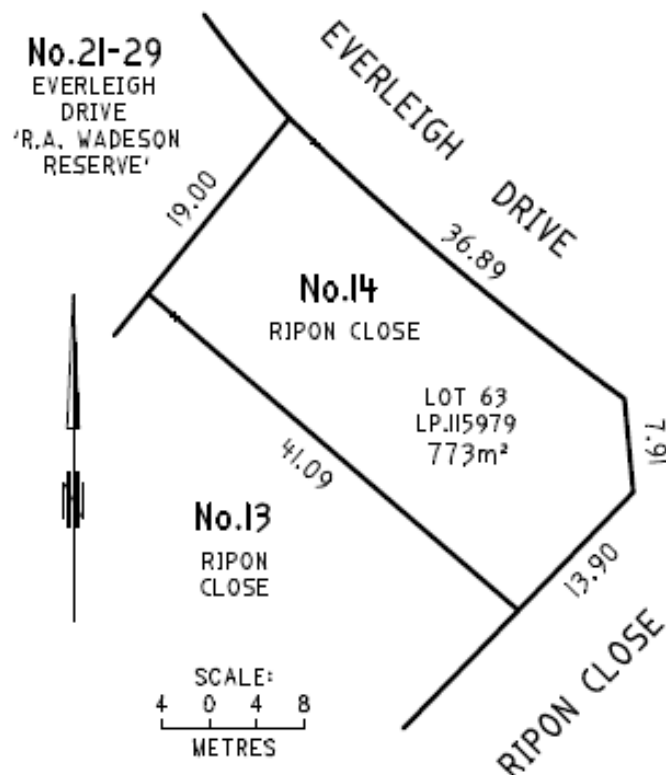 No.21-29
EVERLEIGH
DRIVE
'R.A. WADESON
RESERVE'
EVERLEIGH DRIVE
19.00
36.89
No.14
RIPON CLOSE
LOT 63
LP.115979
773m²
7.91
41.09
No.13
RIPON
CLOSE
13.90
RIPON CLOSE
SCALE:
4 0 4 8
METRES
N